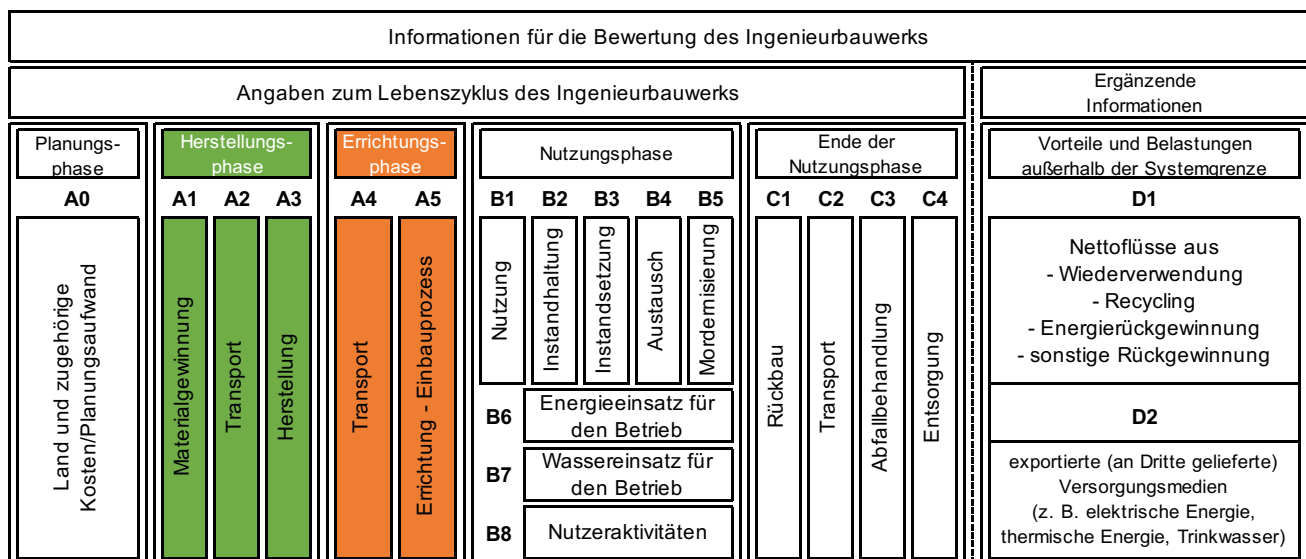 Informationen für die Bewertung des Ingenieurbauwerks
Angaben zum Lebenszyklus des Ingenieurbauwerks
Ergänzende
Informationen
Planungs-
phase
Herstellungs-
phase
Errichtungs-
phase
Nutzungsphase
Ende der
Nutzungsphase
Vorteile und Belastungen
außerhalb der Systemgrenze
A0
A1
A2
A3
A4
A5
B1
B2
B3
B4
B5
C1
C2
C3
C4
D1
Land und zugehörige
Kosten/Planungsaufwand
Materialgewinnung
Transport
Herstellung
Transport
Errichtung - Einbauprozess
Nutzung
Instandhaltung
Instandsetzung
Austausch
Mordernisierung
B6
Energieeinsatz für
den Betrieb
B7
Wassereinsatz für
den Betrieb
B8
Nutzeraktivitäten
Rückbau
Transport
Abfallbehandlung
Entsorgung
Nettoflüsse aus
- Wiederverwendung
- Recycling
- Energierückgewinnung
- sonstige Rückgewinnung
D2
exportierte (an Dritte gelieferte)
Versorgungsmedien
(z. B. elektrische Energie,
thermische Energie, Trinkwasser)